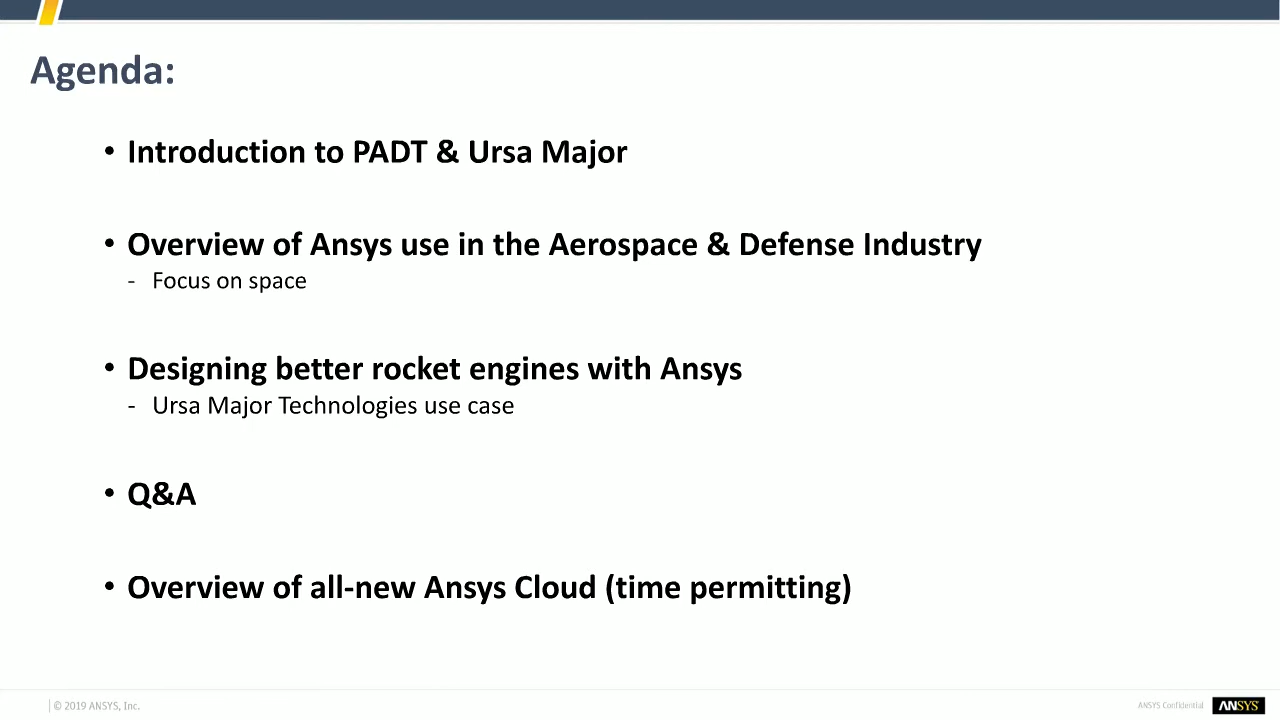 Agenda:
• Introduction to PADT & Ursa Major
• Overview of Ansys use in the Aerospace & Defense Industry
- Focus on space
• Designing better rocket engines with Ansys
- Ursa Major Technologies use case
• Q&A
• Overview of all-new Ansys Cloud (time permitting)
© 2019 ANSYS, Inc.
ANSYS Confidential
ANSYS